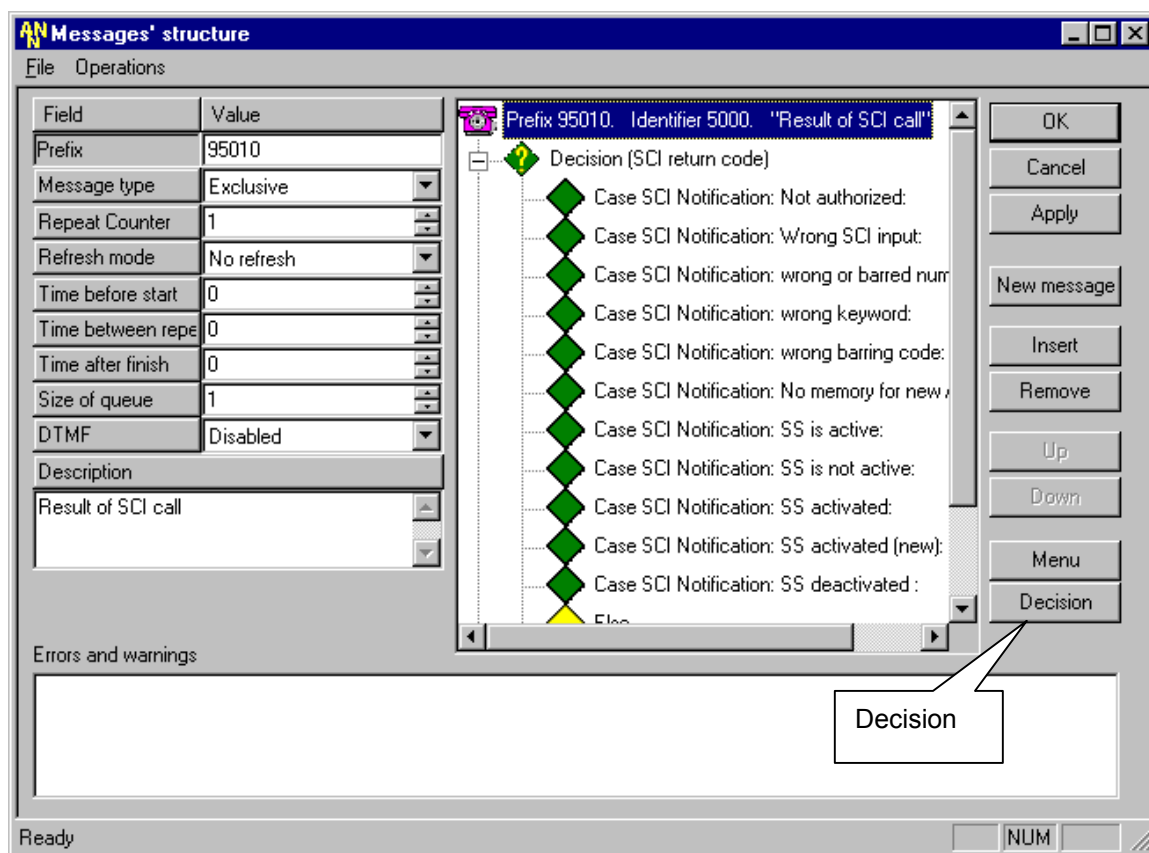 Messages' structure
File Operations
Field Value
Prefix 95010
Message type Exclusive
Repeat Counter 1
Refresh mode No refresh
Time before start 0
Time between repe 0
Time after finish 0
Size of queue 1
DTMF Disabled
Description
Result of SCI call
Prefix 95010. Identifier 5000. "Result of SCI call"
Decision (SCI return code)
Case SCI Notification: Not authorized:
Case SCI Notification: Wrong SCI input:
Case SCI Notification: wrong or barred num
Case SCI Notification: wrong keyword:
Case SCI Notification: wrong barring code:
Case SCI Notification: No memory for new
Case SCI Notification: SS is active:
Case SCI Notification: SS is not active:
Case SCI Notification: SS activated:
Case SCI Notification: SS activated (new):
Case SCI Notification: SS deactivated :
Else
OK
Cancel
Apply
New message
Insert
Remove
Up
Down
Menu
Decision
Errors and warnings
Decision
Ready
NUM